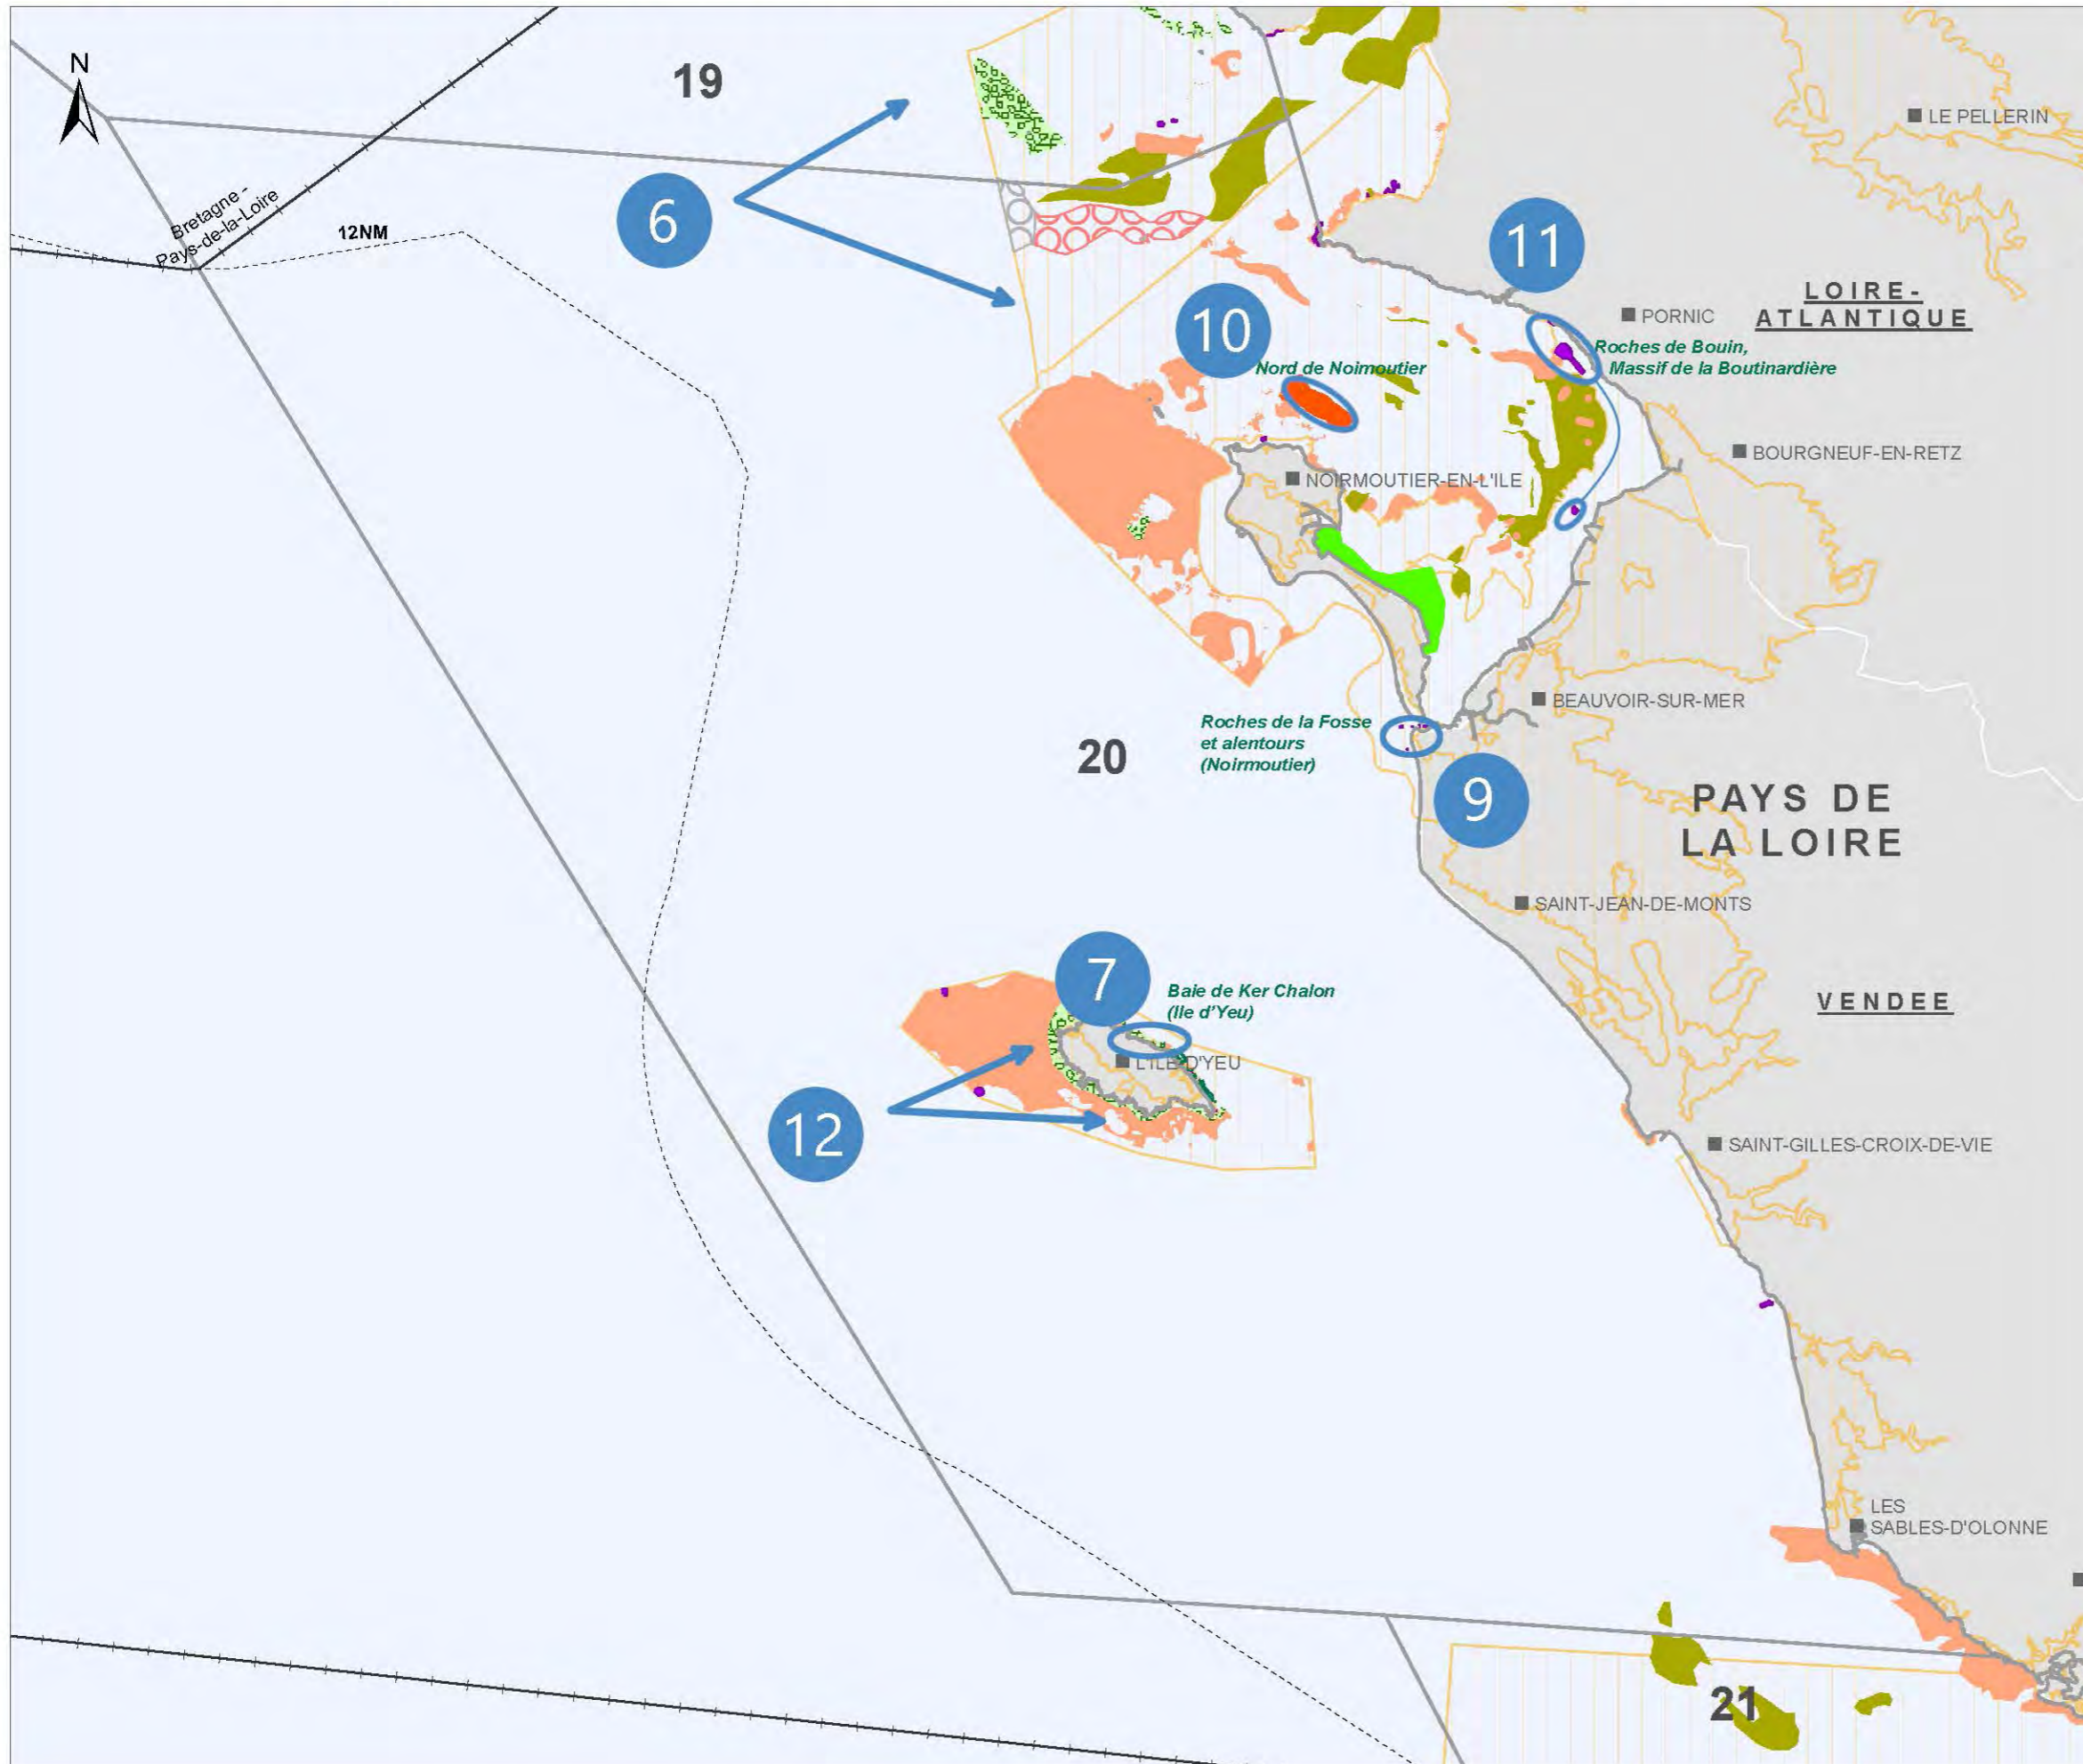 N
19
LE PELLERIN
Bretagne -
Pays-de-la-Loire
12NM
6
11
LOIRE-
ATLANTIQUE
PORNIC
10
Roches de Bouin,
Massif de la Boutinardière
Nord de Noimoutier
BOURGNEUF-EN-RETZ
NOIRMOUTIER-EN-L'ILE
BEAUVOIR-SUR-MER
Roches de la Fosse
et alentours
(Noirmoutier)
20
9
PAYS DE
LA LOIRE
SAINT-JEAN-DE-MONTS
7
Baie de Ker Chalon
(Ile d'Yeu)
VENDEE
L'ILE-D'YEU
12
SAINT-GILLES-CROIX-DE-VIE
LES
SABLES-D'OLONNE
21